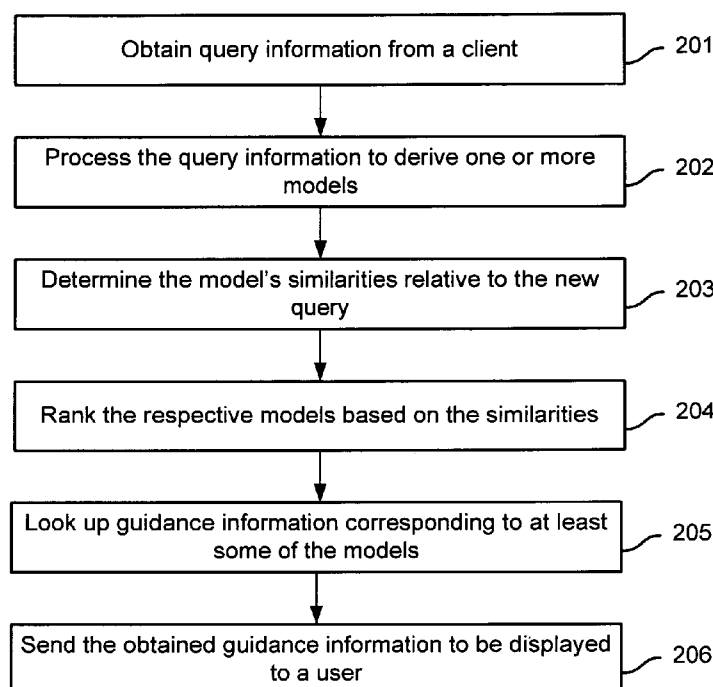 Obtain query information from a client
201
Process the query information to derive one or more
models
202
Determine the model's similarities relative to the new
query
203
Rank the respective models based on the similarities
204
Look up guidance information corresponding to at least
some of the models
205
Send the obtained guidance information to be displayed
to a user
206